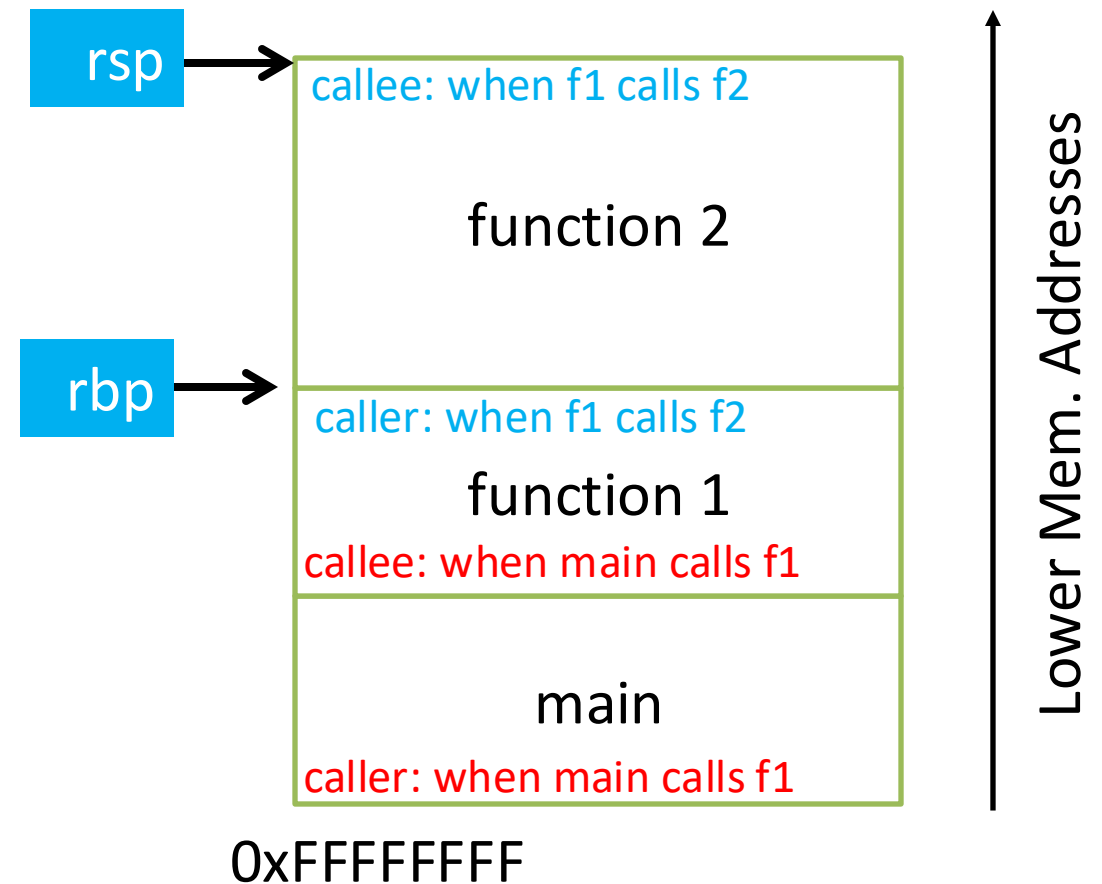 rsp
callee: when f1 calls f2
function 2
rbp
caller: when f1 calls f2
function 1
callee: when main calls f1
main
caller: when main calls f1
0xFFFFFFFF
Lower Mem. Addresses